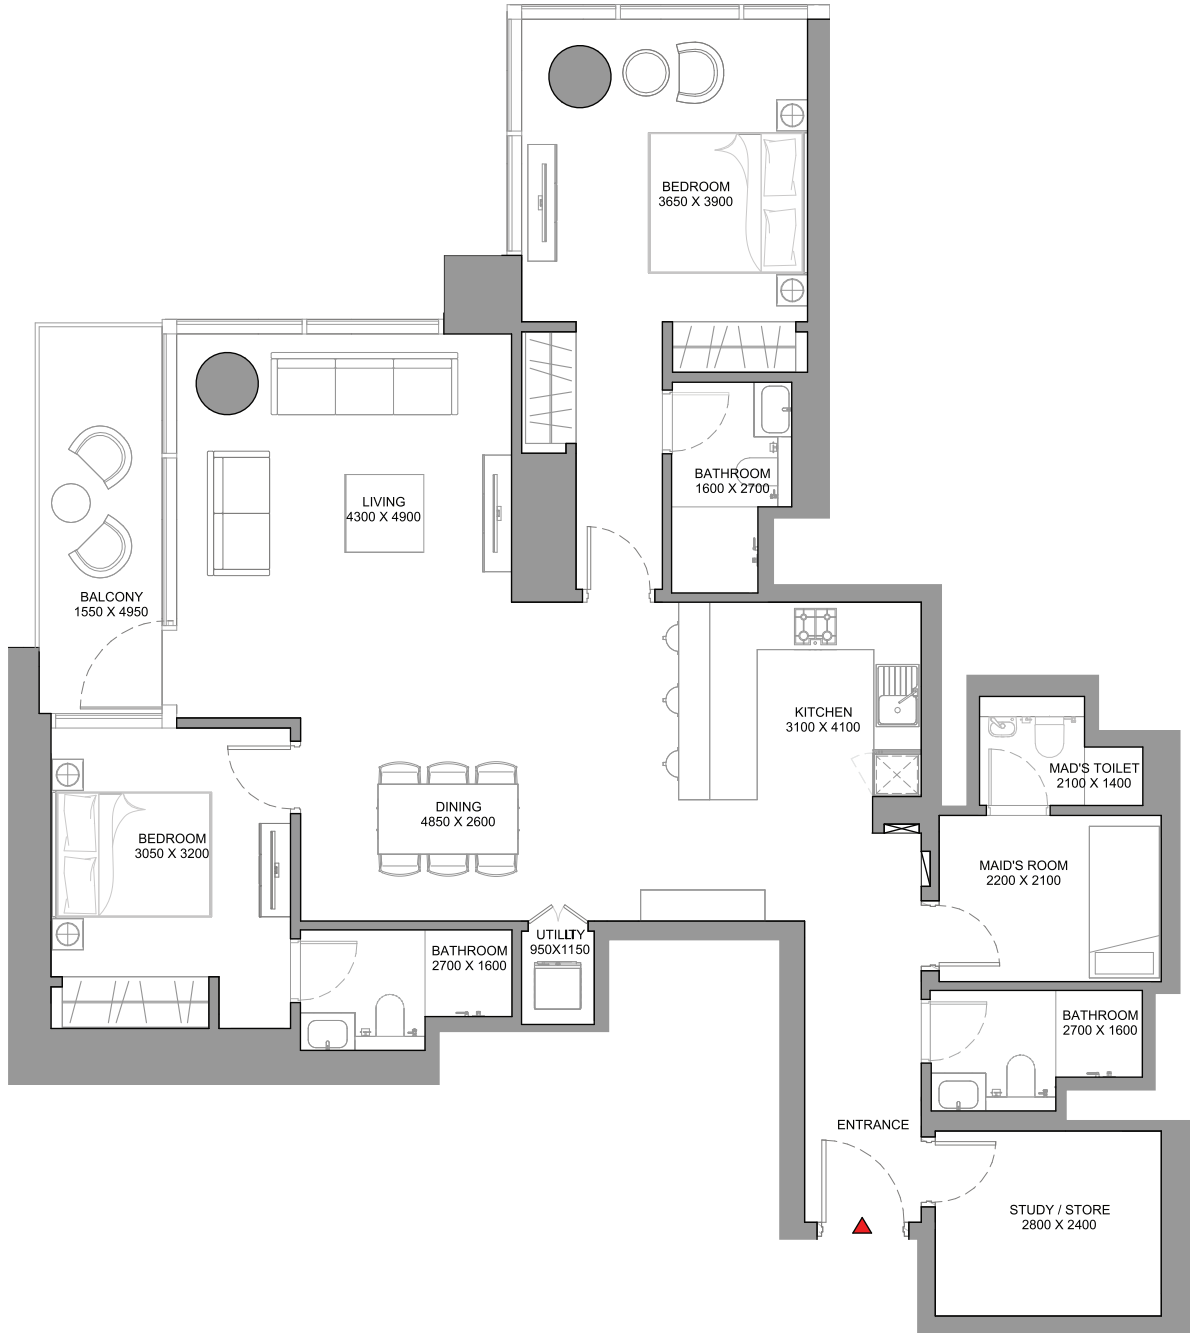 BEDROOM
3650 X 3900
BATHROOM
1600 X 2700
LIVING
4300 X 4900
BALCONY
1550 X 4950
KITCHEN
3100 X 4100
MAD'S TOILET
2100 X 1400
DINING
4850 X 2600
BEDROOM
3050 X 3200
MAID'S ROOM
2200 X 2100
UTILITY
950X1150
BATHROOM
2700 X 1600
BATHROOM
2700 X 1600
ENTRANCE
STUDY / STORE
2800 X 2400